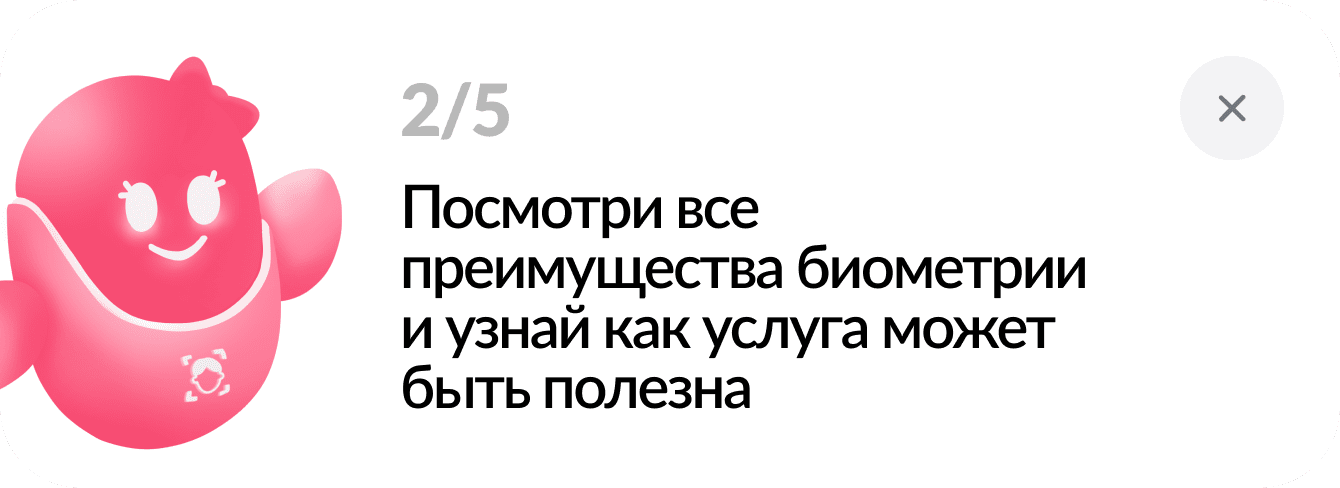 2/5
Посмотри все
преимущества биометрии
и узнай как услуга может
быть полезна